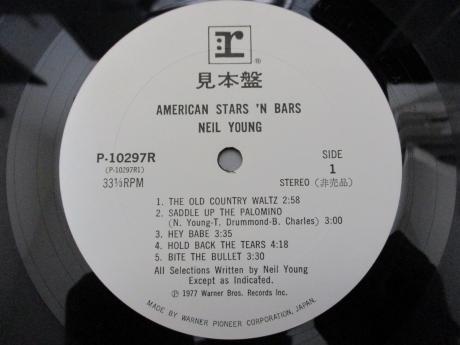 r
®
見本盤
AMERICAN STARS 'N BARS
NEIL YOUNG
P-10297R
(P-10297R1)
33⅓RPM
SIDE
1
STEREO (非売品)
1. THE OLD COUNTRY WALTZ 2:58
2. SADDLE UP THE PALOMINO
(N. Young-T. Drummond-B. Charles) 3:00
3. HEY BABE 3:35
4. HOLD BACK THE TEARS 4:18
5. BITE THE BULLET 3:30
All Selections Written by Neil Young
Except as Indicated.
Ⓟ 1977 Warner Bros. Records Inc.
MADE BY WARNER PIONEER CORPORATION, JAPAN.